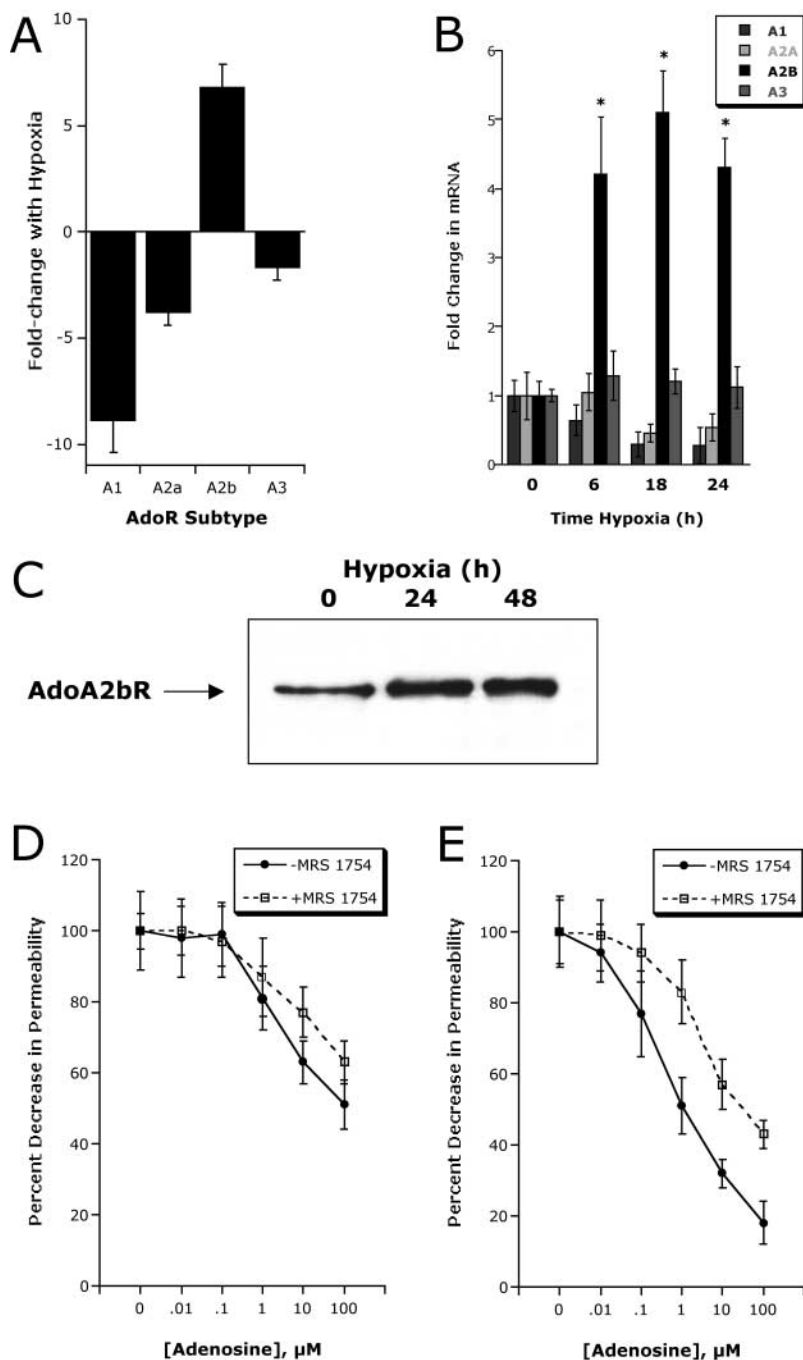 A
Fold-change with Hypoxia
10
5
0
-5
-10
A1 A2a A2b A3
AdoR Subtype
B
A1
A2A
A2B
A3
Fold Change in mRNA
6
5
4
3
2
1
0
* * *
0 6 18 24
Time Hypoxia (h)
C
Hypoxia (h)
0 24 48
AdoA2bR
D
-MRS 1754
+MRS 1754
Percent Decrease in Permeability
120
100
80
60
40
20
0
0 .01 .1 1 10 100
[Adenosine], µM
E
-MRS 1754
+MRS 1754
Percent Decrease in Permeability
120
100
80
60
40
20
0
0 .01 .1 1 10 100
[Adenosine], µM